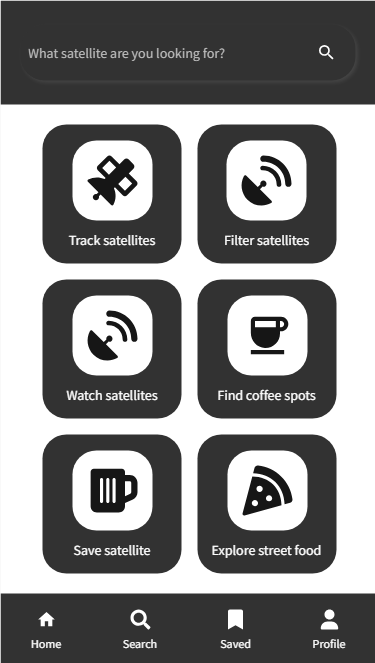 What satellite are you looking for?
Track satellites
Filter satellites
Watch satellites
Find coffee spots
Save satellite
Explore street food
Home
Search
Saved
Profile